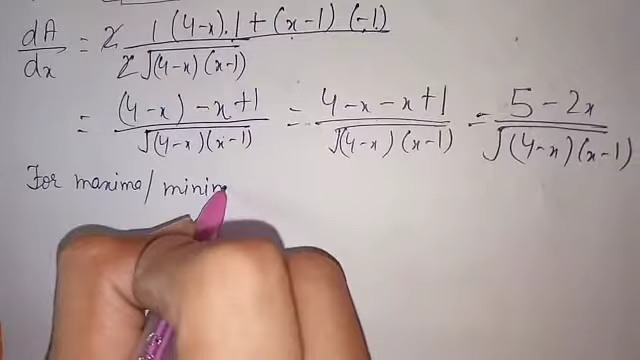 dA/dx = 2 1(4-x).1 + (x-1)(-1) / 2√(4-x)(x-1)
= (4-x)-x+1 / √(4-x)(x-1) = 4-x-x+1 / √(4-x)(x-1) = 5-2x / √(4-x)(x-1)
For maxima/minim